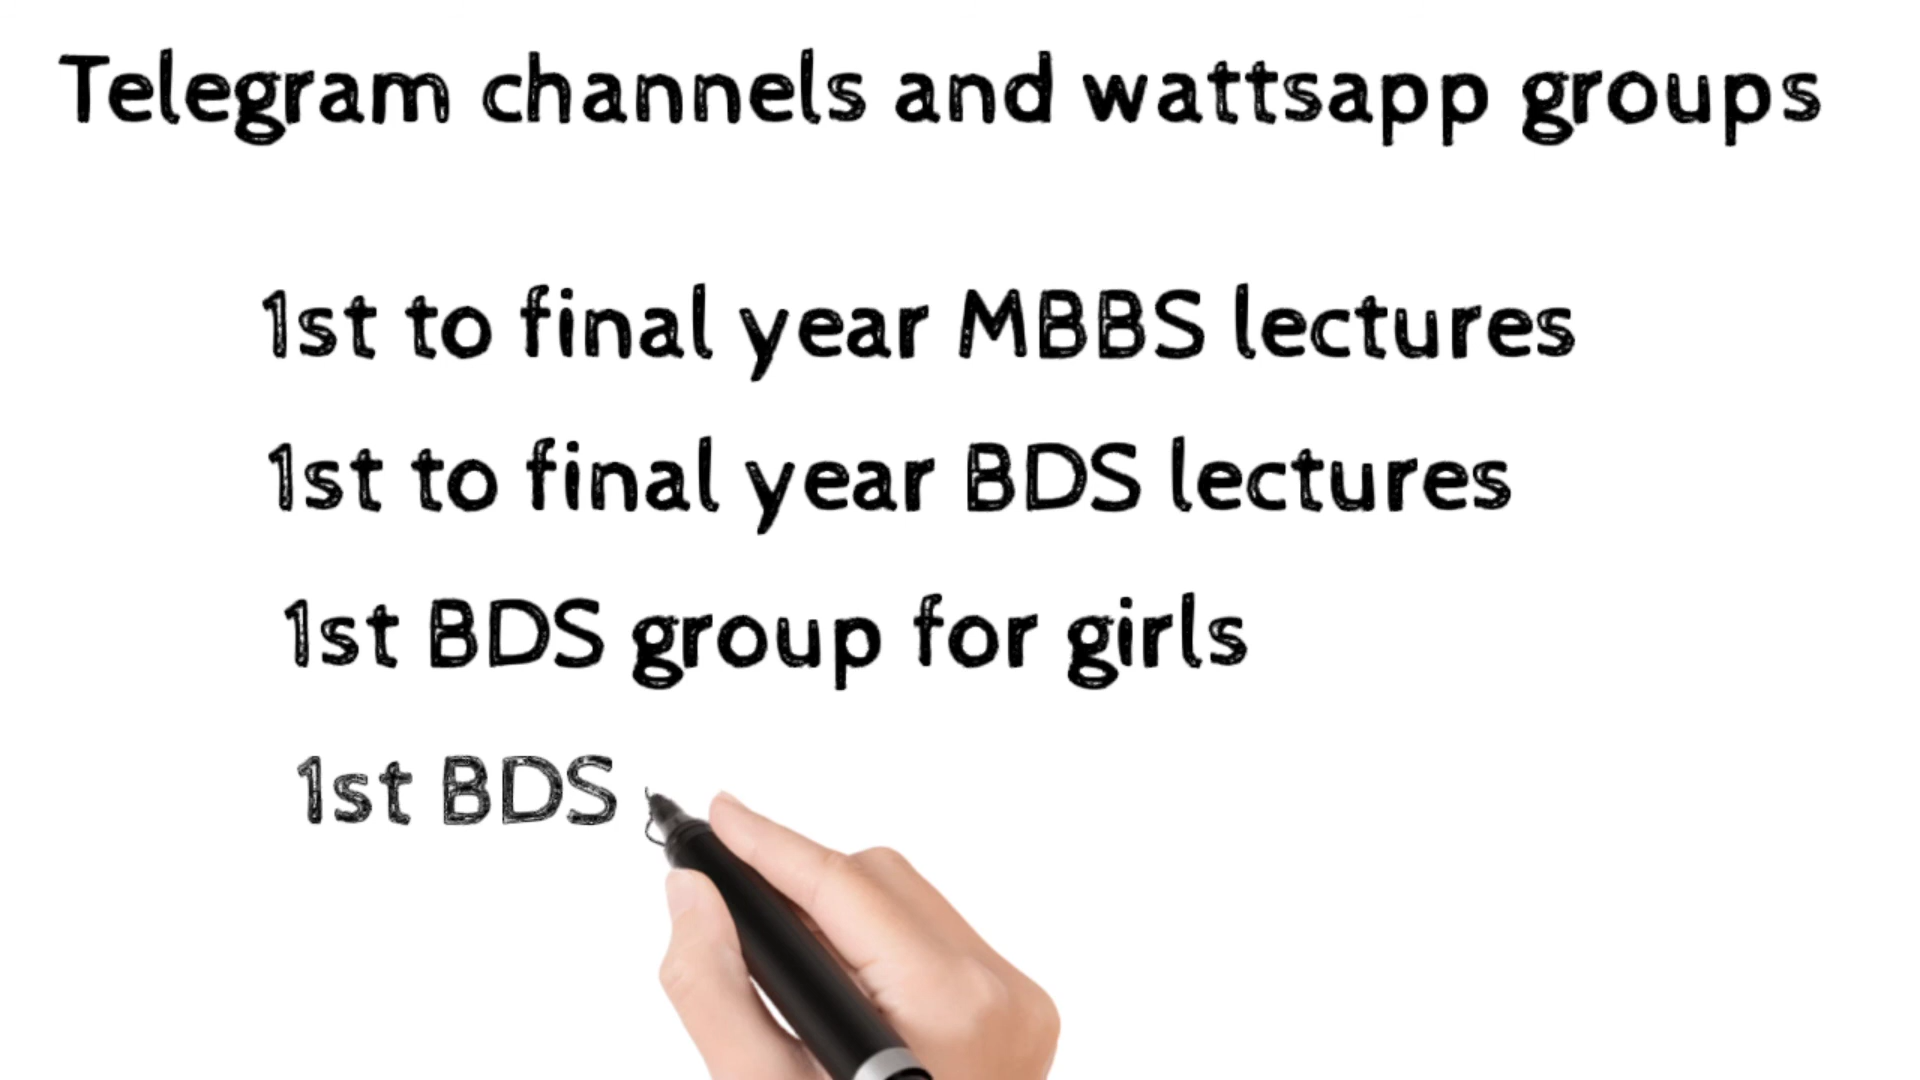 Telegram channels and wattsapp groups
1st to final year MBBS lectures
1st to final year BDS lectures
1st BDS group for girls
1st BDS